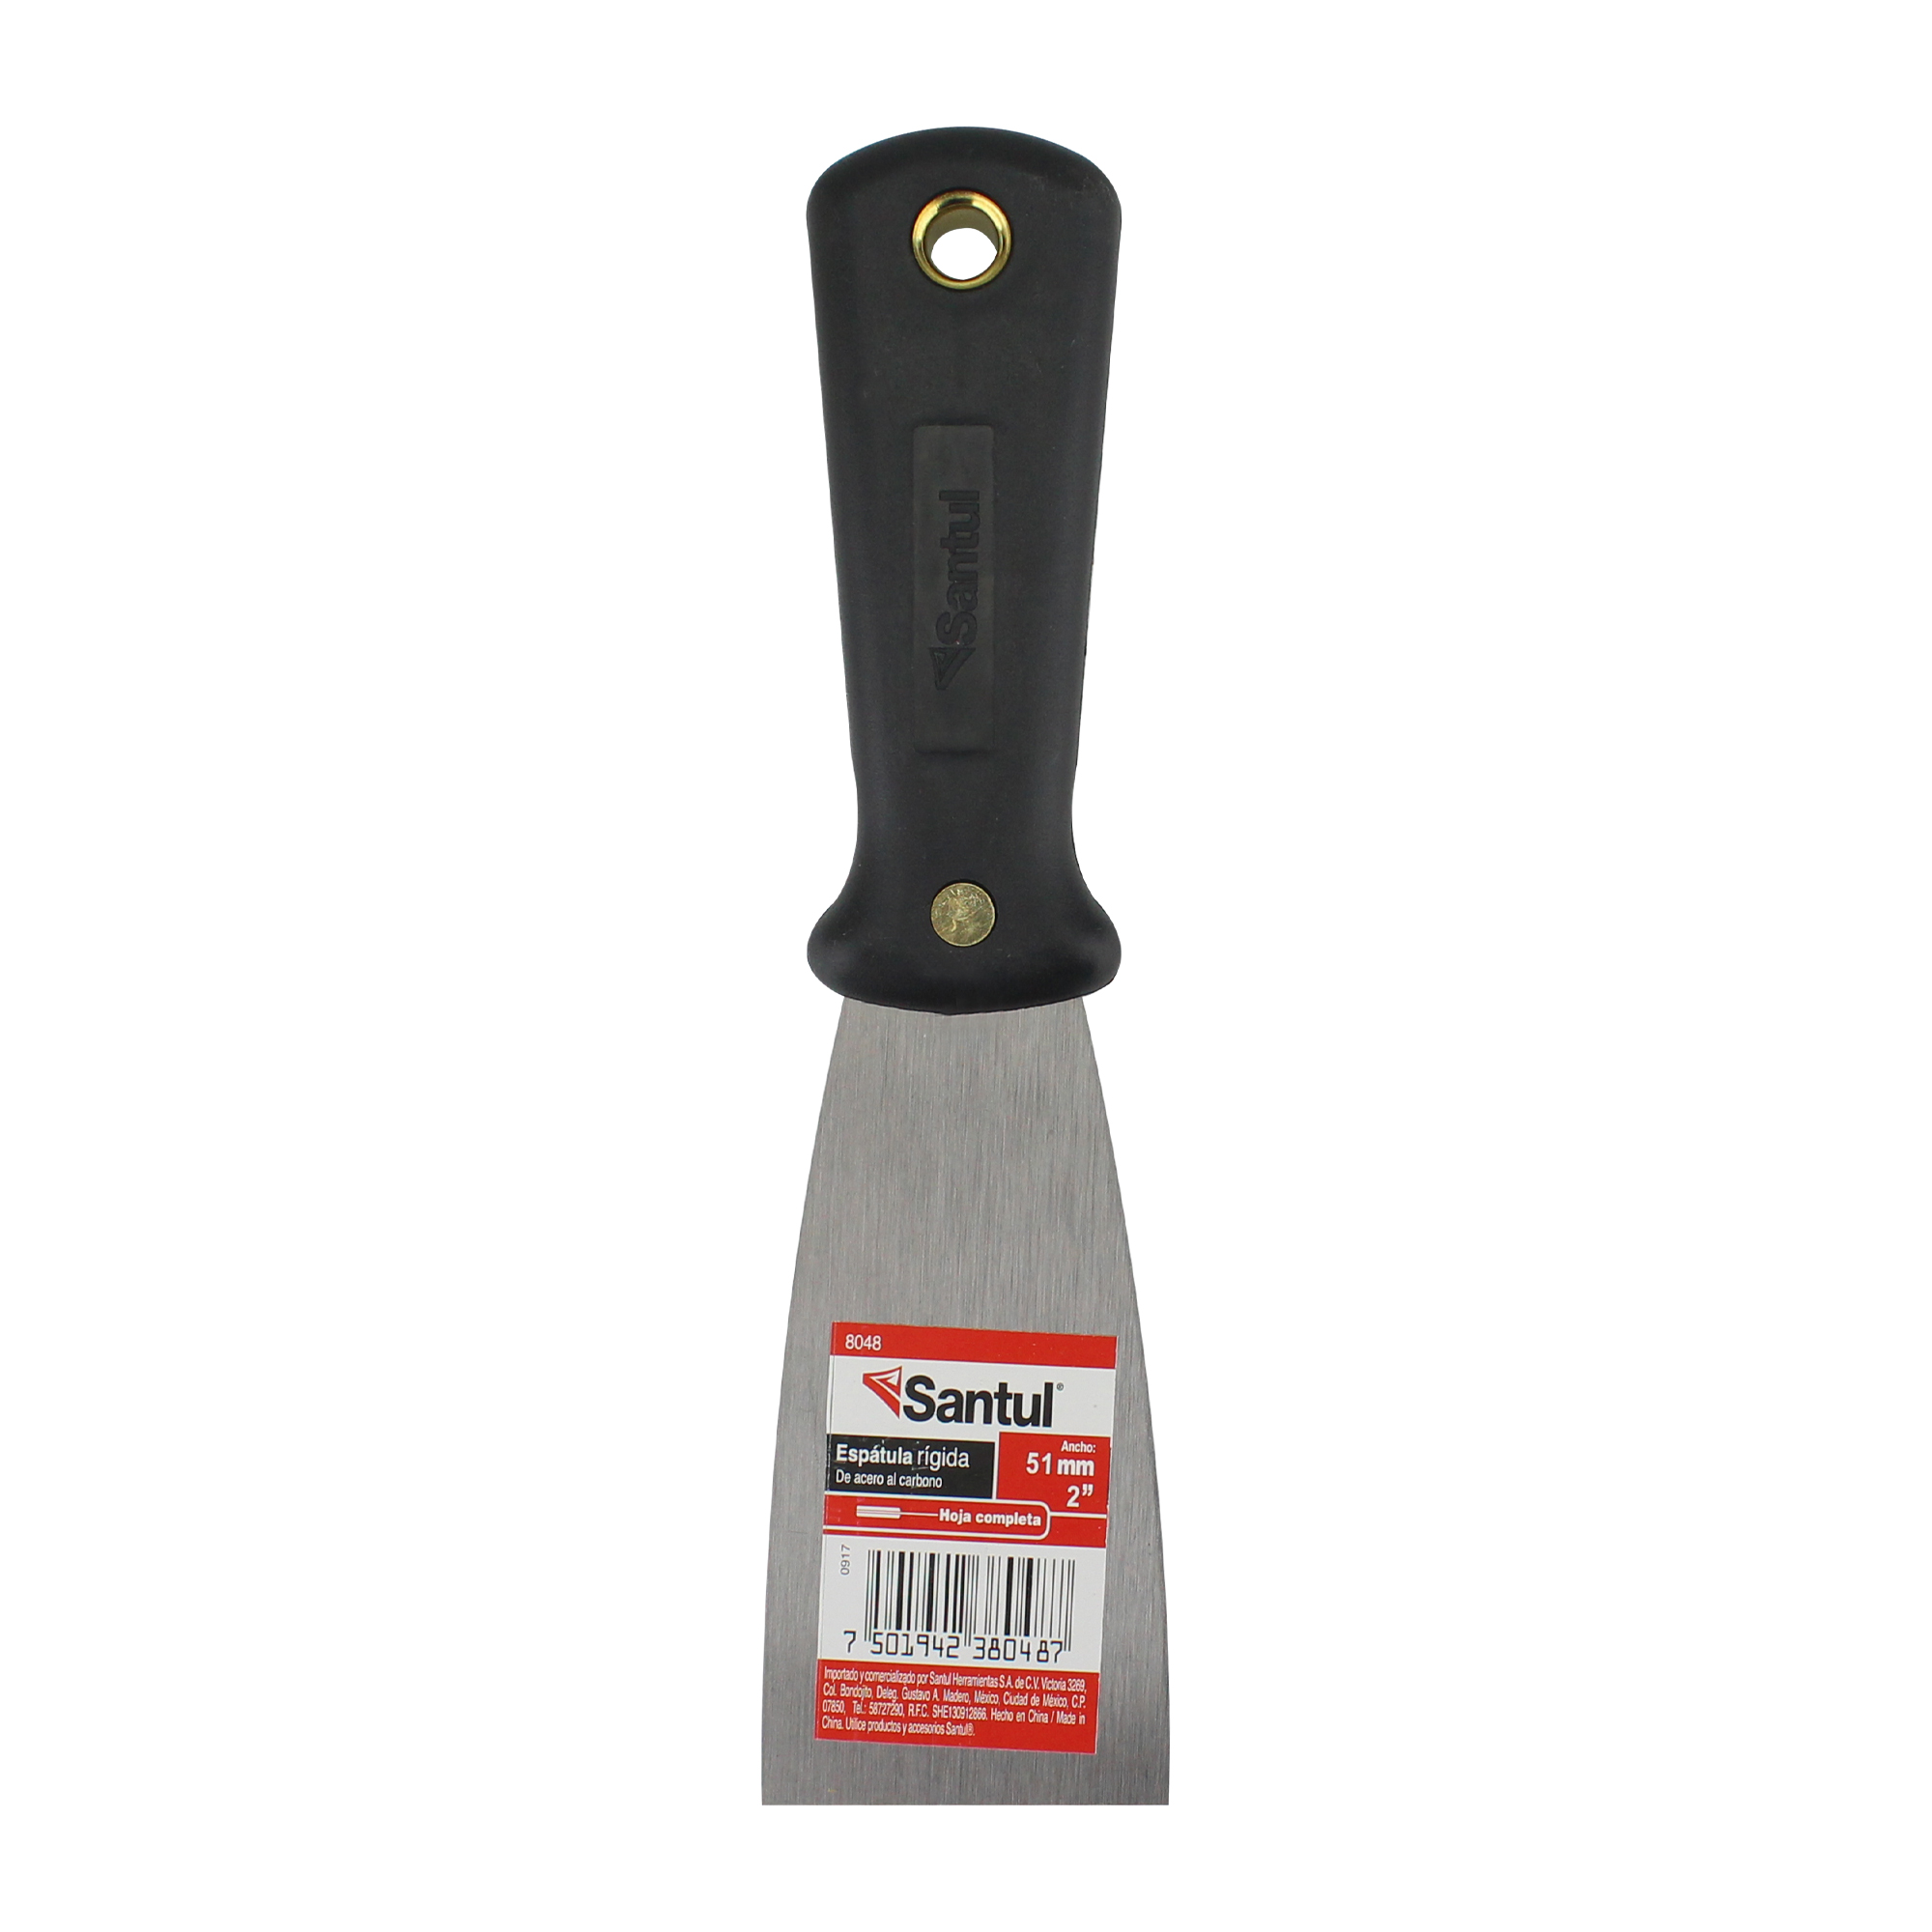 Santul
8048
Santul®
Espátula rígida
De acero al carbono
Ancho:
51 mm
2”
Hoja completa
0917
7 501942 380487
Importado y comercializado por Santul Herramientas S.A. de C.V. Victoria 3269,
Col. Bondojito, Deleg. Gustavo A. Madero, México, Ciudad de México, C.P.
07850, Tel.: 58727290, R.F.C. SHE130912866. Hecho en China / Made in
China. Utilice productos y accesorios Santul®.